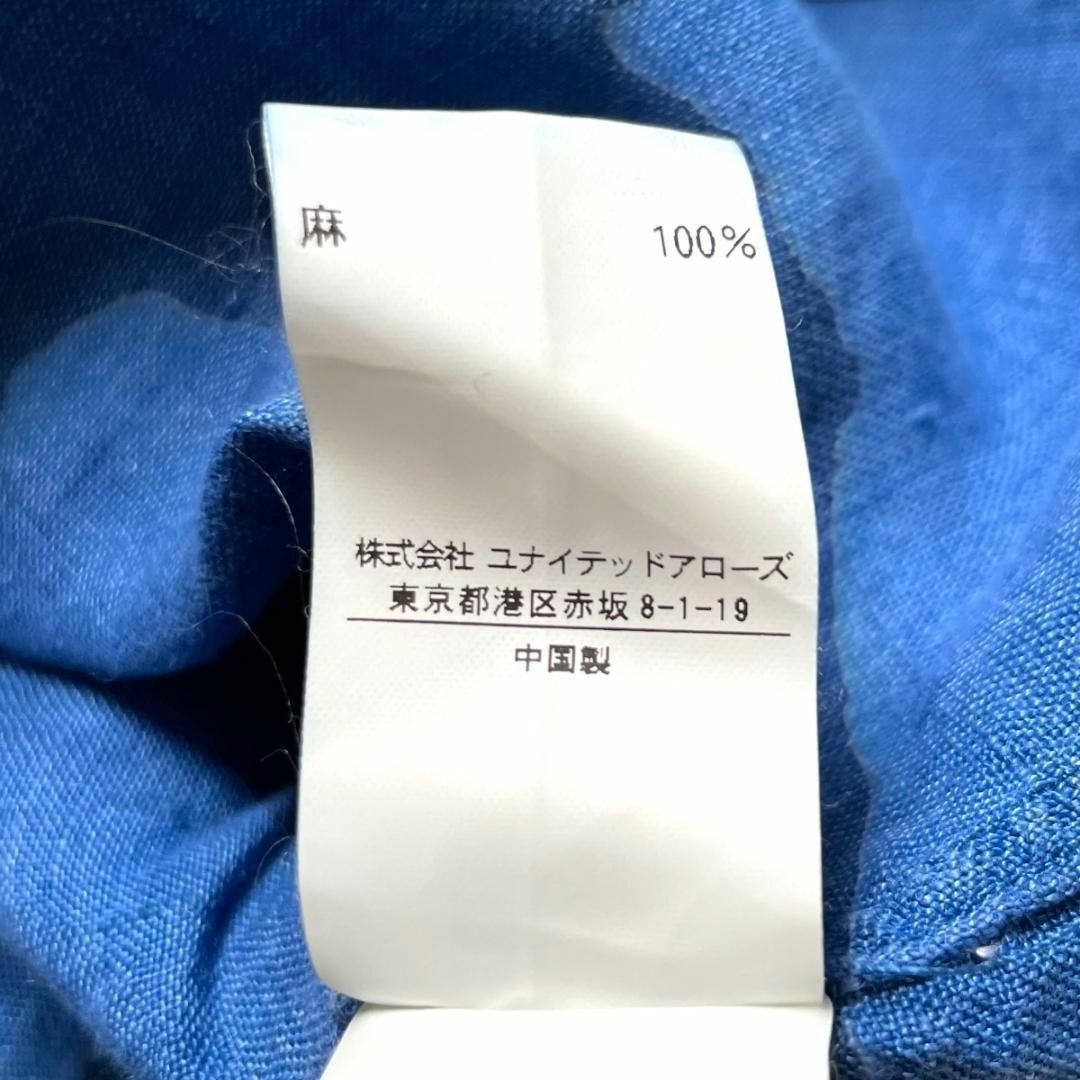 麻 100%
株式会社 ユナイテッドアローズ
東京都港区赤坂 8-1-19
中国製